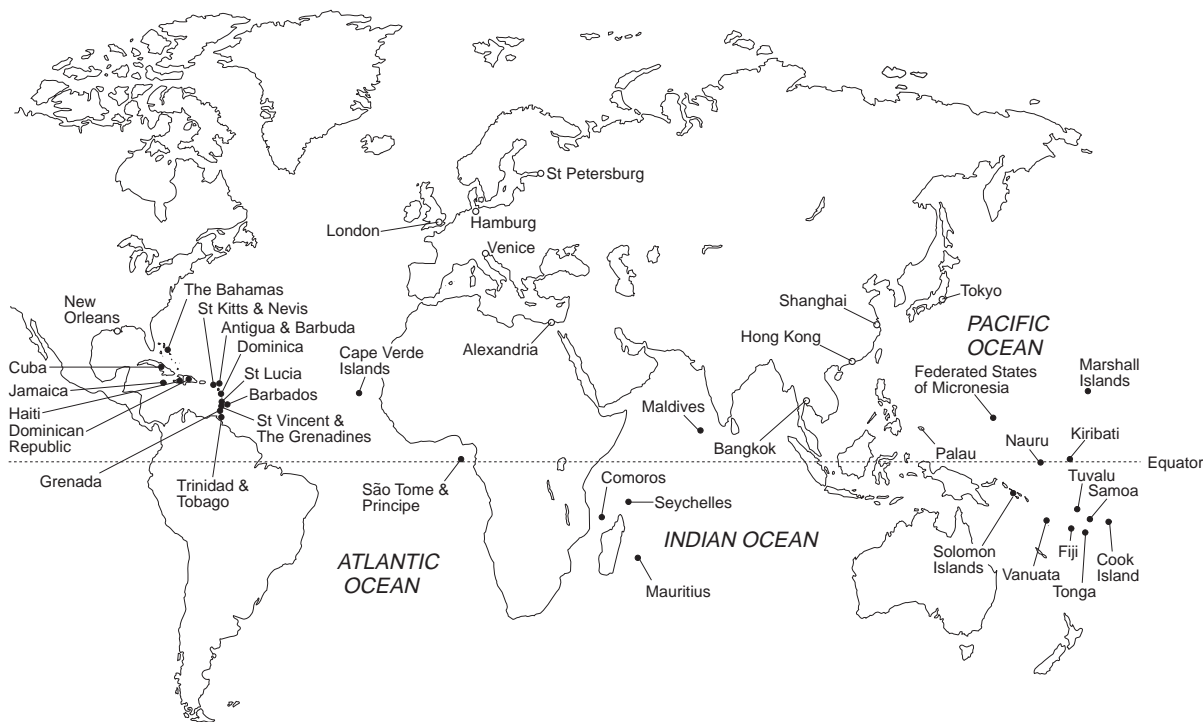 St Petersburg
Hamburg
London
Venice
The Bahamas
New
Orleans
St Kitts & Nevis
Antigua & Barbuda
Dominica
Cape Verde
Islands
Alexandria
Shanghai
Tokyo
Hong Kong
PACIFIC
OCEAN
Cuba
Jamaica
Haiti
Dominican
Republic
St Lucia
Barbados
St Vincent &
The Grenadines
Grenada
Trinidad &
Tobago
Maldives
Bangkok
Federated States
of Micronesia
Marshall
Islands
Palau
Nauru
Kiribati
Equator
São Tome &
Principe
Comoros
Seychelles
Tuvalu
Samoa
ATLANTIC
OCEAN
INDIAN OCEAN
Mauritius
Solomon
Islands
Vanuata
Fiji
Tonga
Cook
Island